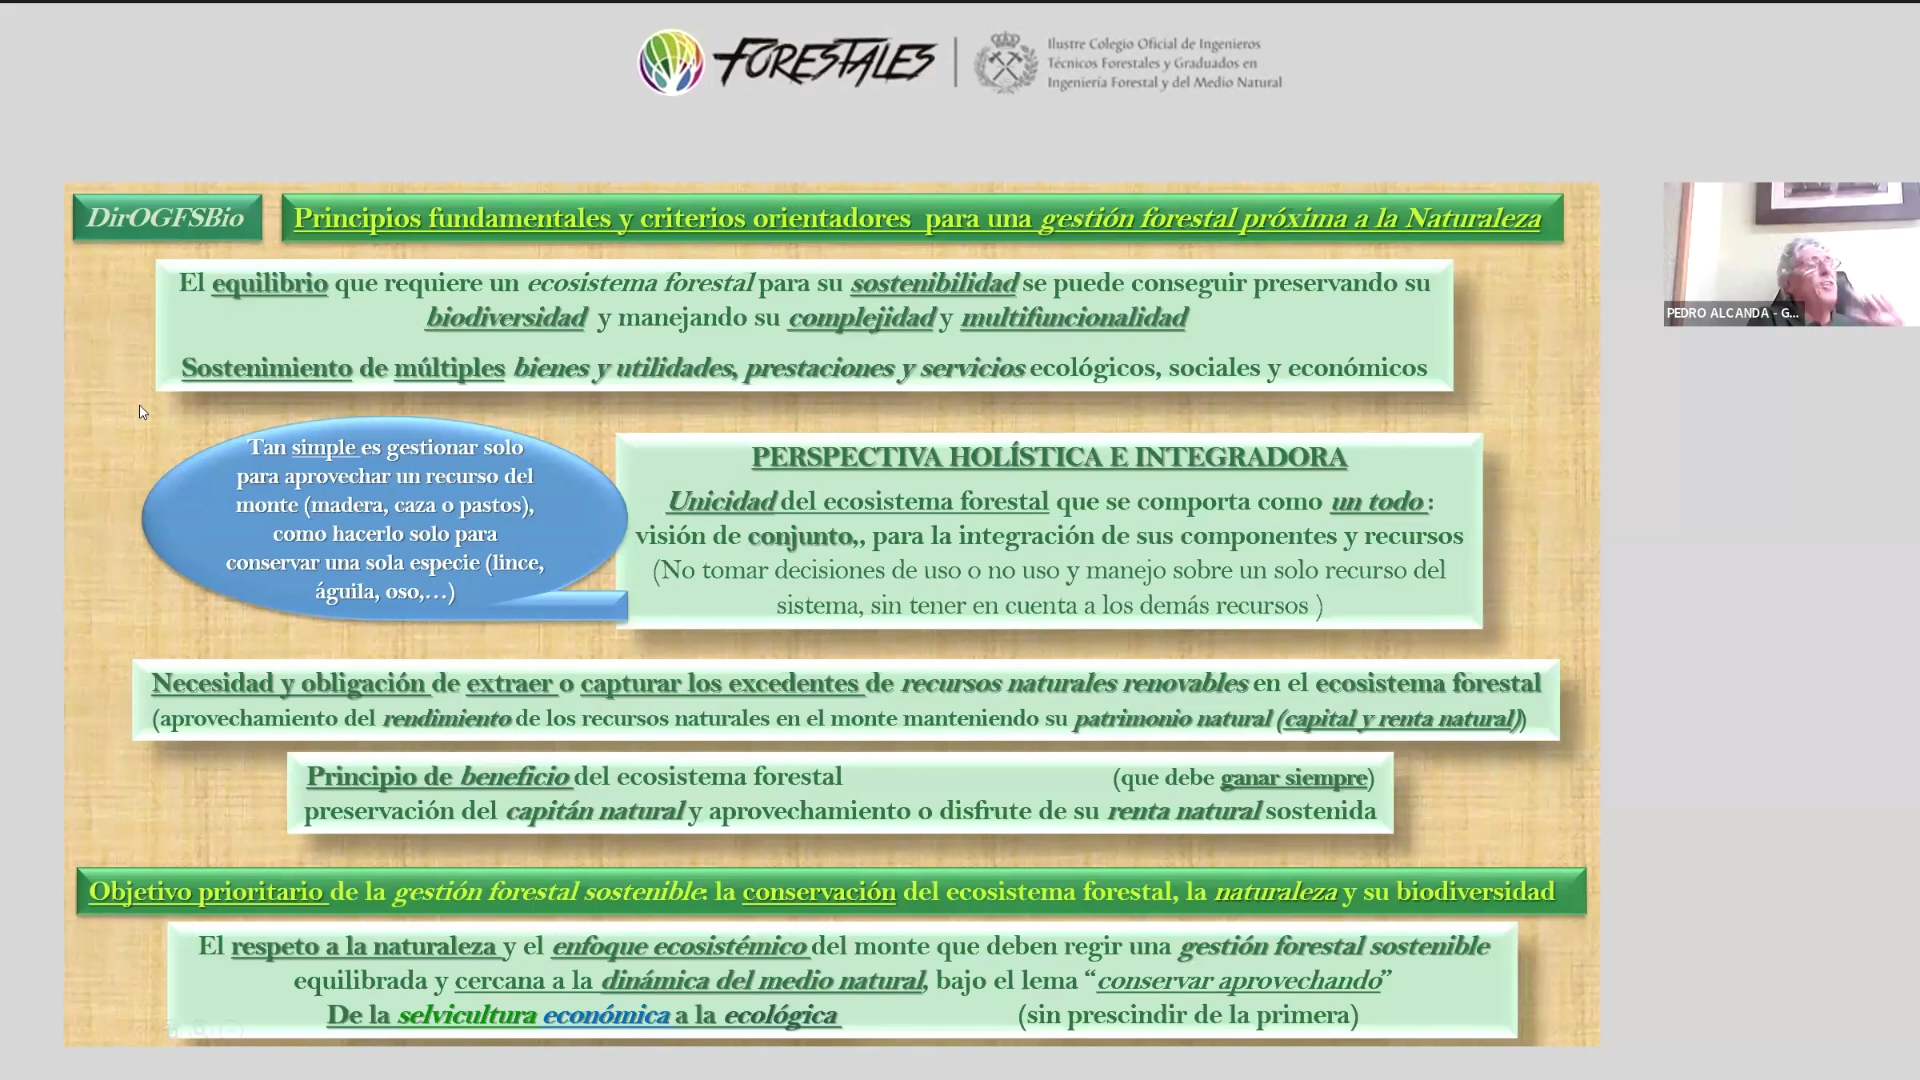 FORESTALES
Ilustre Colegio Oficial de Ingenieros
Técnicos Forestales y Graduados en
Ingeniería Forestal y del Medio Natural
DirOGFSBio
Principios fundamentales y criterios orientadores para una gestión forestal próxima a la Naturaleza
El equilibrio que requiere un ecosistema forestal para su sostenibilidad se puede conseguir preservando su
biodiversidad y manejando su complejidad y multifuncionalidad
Sostenimiento de múltiples bienes y utilidades, prestaciones y servicios ecológicos, sociales y económicos
PEDRO ALCANDA - G...
Tan simple es gestionar solo
para aprovechar un recurso del
monte (madera, caza o pastos),
como hacerlo solo para
conservar una sola especie (lince,
águila, oso,...)
PERSPECTIVA HOLÍSTICA E INTEGRADORA
Unicidad del ecosistema forestal que se comporta como un todo :
visión de conjunto,, para la integración de sus componentes y recursos
(No tomar decisiones de uso o no uso y manejo sobre un solo recurso del
sistema, sin tener en cuenta a los demás recursos )
Necesidad y obligación de extraer o capturar los excedentes de recursos naturales renovables en el ecosistema forestal
(aprovechamiento del rendimiento de los recursos naturales en el monte manteniendo su patrimonio natural (capital y renta natural))
Principio de beneficio del ecosistema forestal (que debe ganar siempre)
preservación del capitán natural y aprovechamiento o disfrute de su renta natural sostenida
Objetivo prioritario de la gestión forestal sostenible: la conservación del ecosistema forestal, la naturaleza y su biodiversidad
El respeto a la naturaleza y el enfoque ecosistémico del monte que deben regir una gestión forestal sostenible
equilibrada y cercana a la dinámica del medio natural, bajo el lema “conservar aprovechando”
De la selvicultura económica a la ecológica (sin prescindir de la primera)